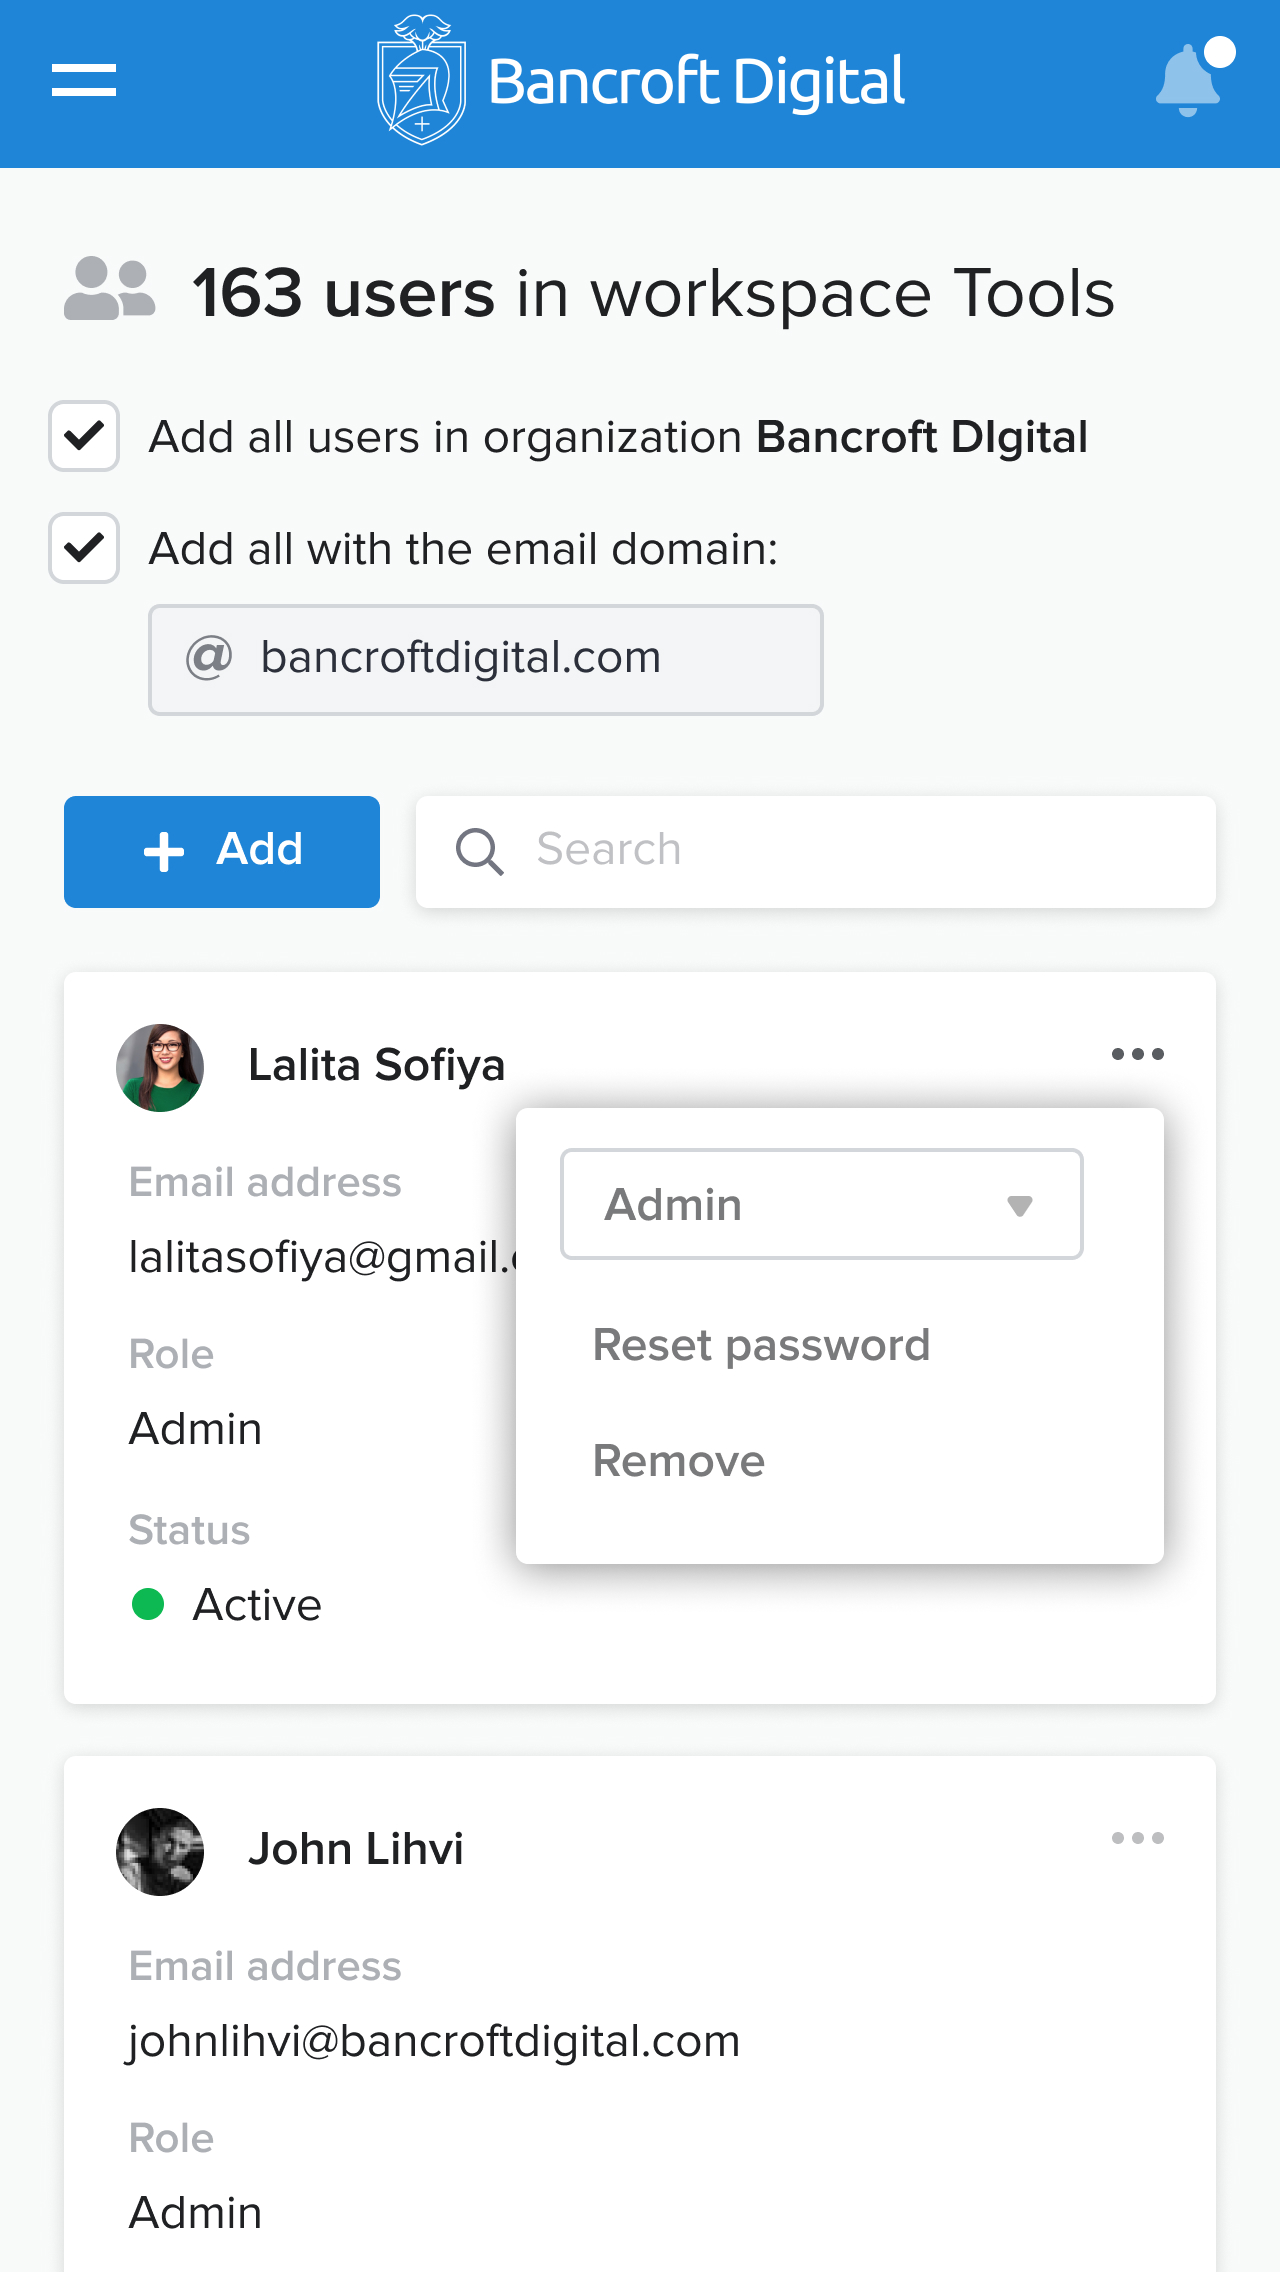 Bancroft Digital
163 users in workspace Tools
Add all users in organization Bancroft DIgital
Add all with the email domain:
@ bancroftdigital.com
+ Add
Search
Lalita Sofiya
Email address
lalitasofiya@gmail.
Role
Admin
Status
Active
Admin
Reset password
Remove
John Lihvi
Email address
johnlihvi@bancroftdigital.com
Role
Admin